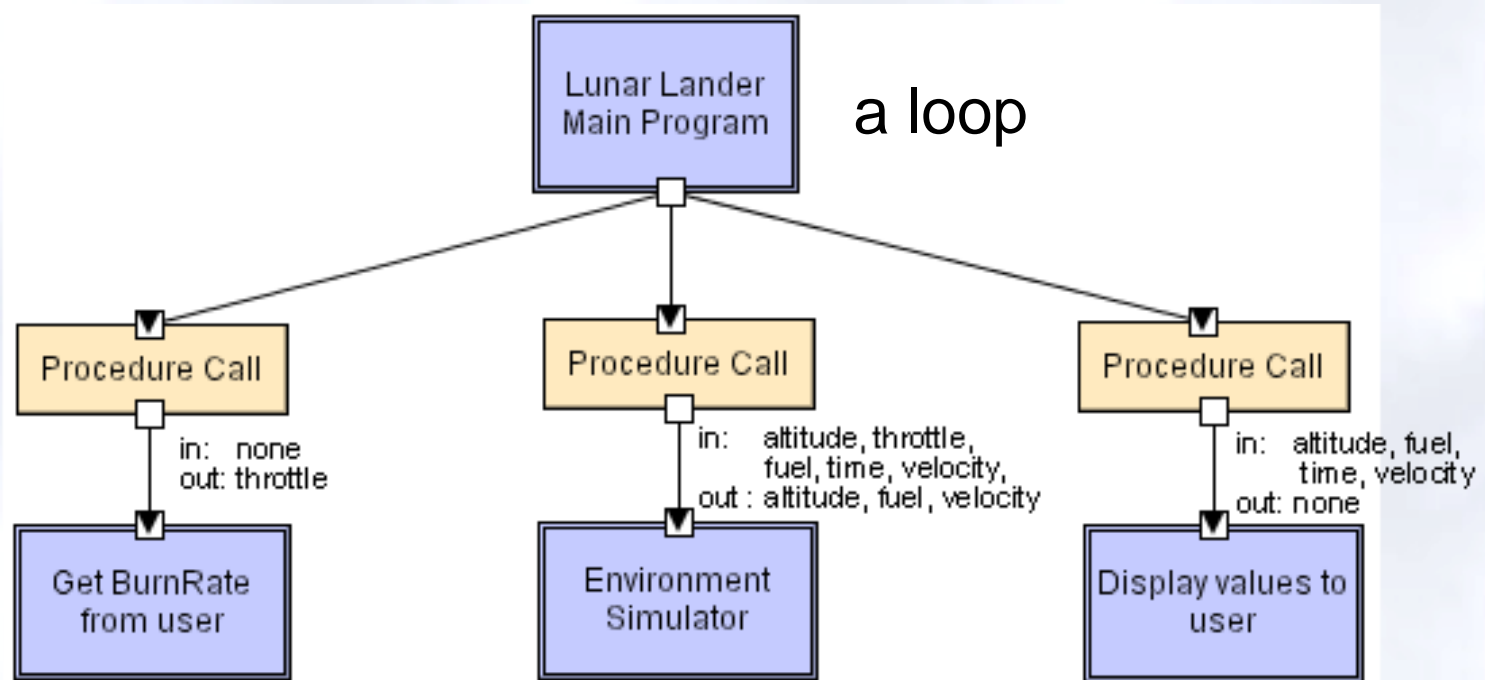 Lunar Lander
Main Program
a loop
Procedure Call
Procedure Call
Procedure Call
in: none
out: throttle
in: altitude, throttle,
fuel, time, velocity,
out : altitude, fuel, velocity
in: altitude, fuel,
time, velocity
out: none
Get BurnRate
from user
Environment
Simulator
Display values to
user